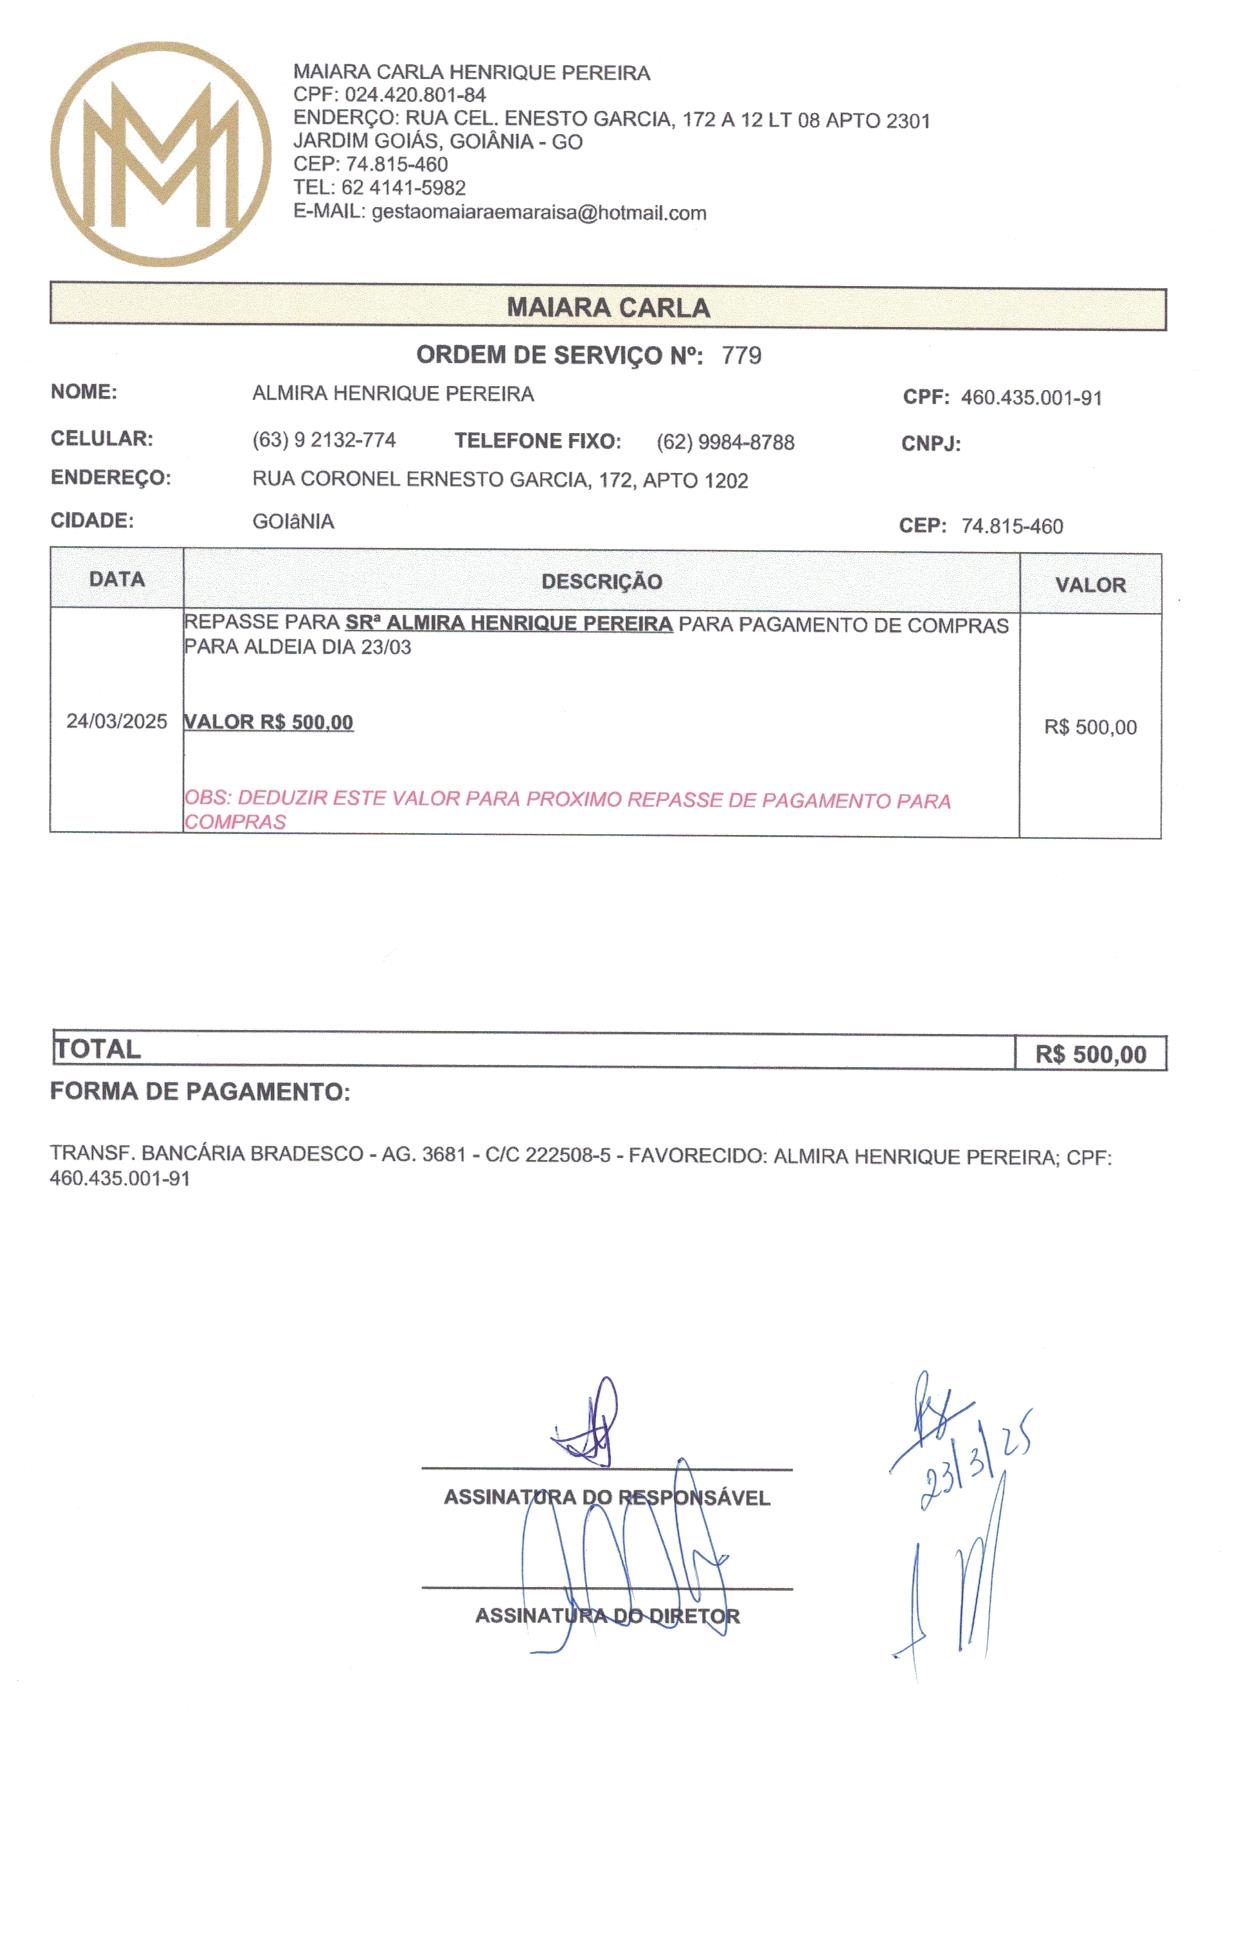 MAIARA CARLA HENRIQUE PEREIRA
CPF: 024.420.801-84
ENDERÇO: RUA CEL. ENESTO GARCIA, 172 A 12 LT 08 APTO 2301
JARDIM GOIÁS, GOIÂNIA - GO
CEP: 74.815-460
TEL: 62 4141-5982
E-MAIL: gestaomaiaraemaraisa@hotmail.com
MAIARA CARLA
ORDEM DE SERVIÇO Nº: 779
NOME: ALMIRA HENRIQUE PEREIRA CPF: 460.435.001-91
CELULAR: (63) 9 2132-774 TELEFONE FIXO: (62) 9984-8788 CNPJ:
ENDEREÇO: RUA CORONEL ERNESTO GARCIA, 172, APTO 1202
CIDADE: GOIâNIA CEP: 74.815-460
DATA DESCRIÇÃO VALOR
REPASSE PARA SRª ALMIRA HENRIQUE PEREIRA PARA PAGAMENTO DE COMPRAS
PARA ALDEIA DIA 23/03
24/03/2025 VALOR R$ 500,00 R$ 500,00
OBS: DEDUZIR ESTE VALOR PARA PROXIMO REPASSE DE PAGAMENTO PARA
COMPRAS
TOTAL R$ 500,00
FORMA DE PAGAMENTO:
TRANSF. BANCÁRIA BRADESCO - AG. 3681 - C/C 222508-5 - FAVORECIDO: ALMIRA HENRIQUE PEREIRA; CPF:
460.435.001-91
23/3/25
ASSINATURA DO RESPONSÁVEL
ASSINATURA DO DIRETOR